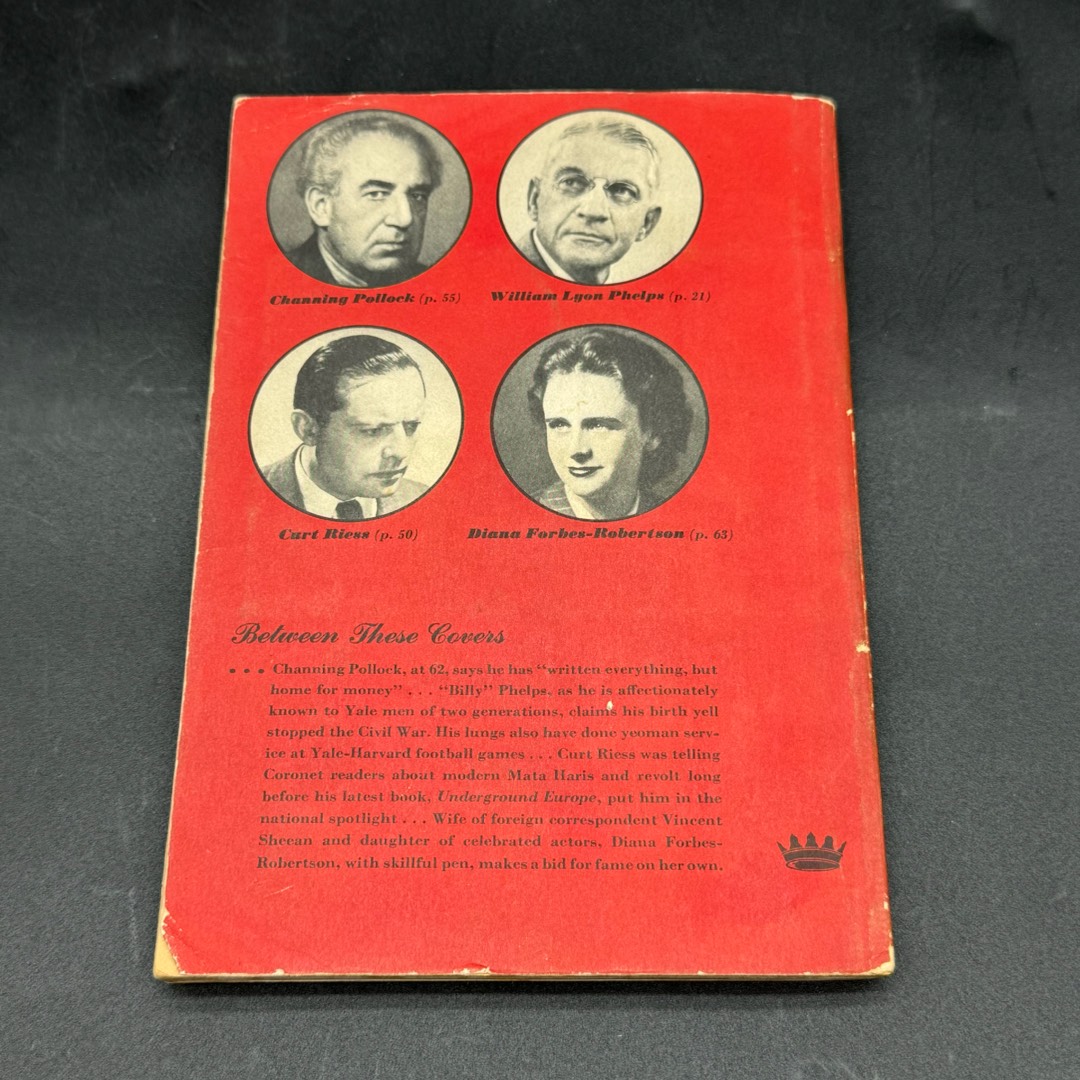 Channing Pollock (p. 55)
William Lyon Phelps (p. 21)
Curt Riess (p. 50)
Diana Forbes-Robertson (p. 63)
Between These Covers
... Channing Pollock, at 62, says he has "written everything, but
home for money" . . . "Billy" Phelps, as he is affectionately
known to Yale men of two generations, claims his birth yell
stopped the Civil War. His lungs also have done yeoman serv-
ice at Yale-Harvard football games . . . Curt Riess was telling
Coronet readers about modern Mata Haris and revolt long
before his latest book, Underground Europe, put him in the
national spotlight . . . Wife of foreign correspondent Vincent
Sheean and daughter of celebrated actors, Diana Forbes-
Robertson, with skillful pen, makes a bid for fame on her own.